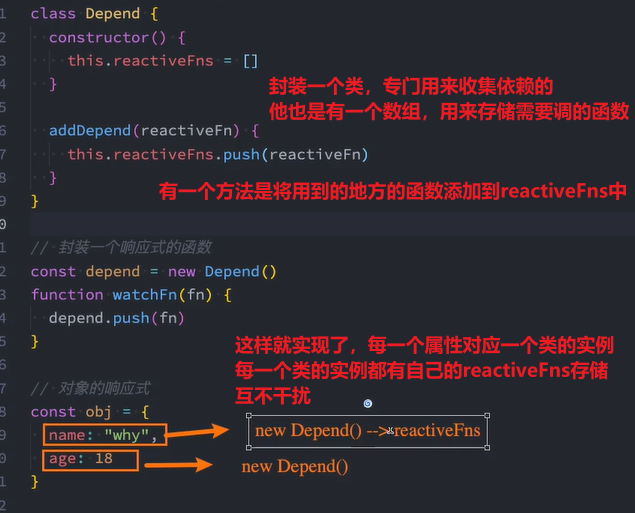 1 class Depend {
2 constructor() {
3 this.reactiveFns = []
4 }
5
封装一个类，专门用来收集依赖的
他也是有一个数组，用来存储需要调的函数
6 addDepend(reactiveFn) {
7 this.reactiveFns.push(reactiveFn)
8 }
有一个方法是将用到的地方的函数添加到reactiveFns中
9 }
0
1 // 封装一个响应式的函数
2 const depend = new Depend()
3 function watchFn(fn) {
4 depend.push(fn)
5 }
这样就实现了，每一个属性对应一个类的实例
每一个类的实例都有自己的reactiveFns存储
互不干扰
6
7 // 对象的响应式
8 const obj = {
9 name: "why",
new Depend() --> reactiveFns
0 age: 18
new Depend()
1 }
2